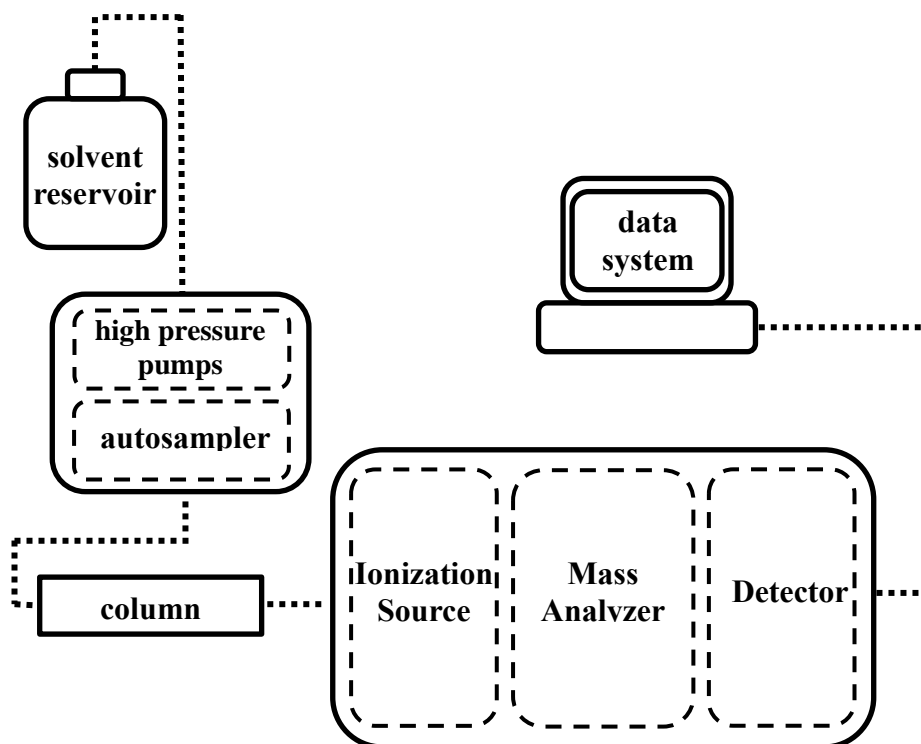 solvent
reservoir
data
system
high pressure
pumps
autosampler
Ionization
Source
Mass
Analyzer
Detector
column